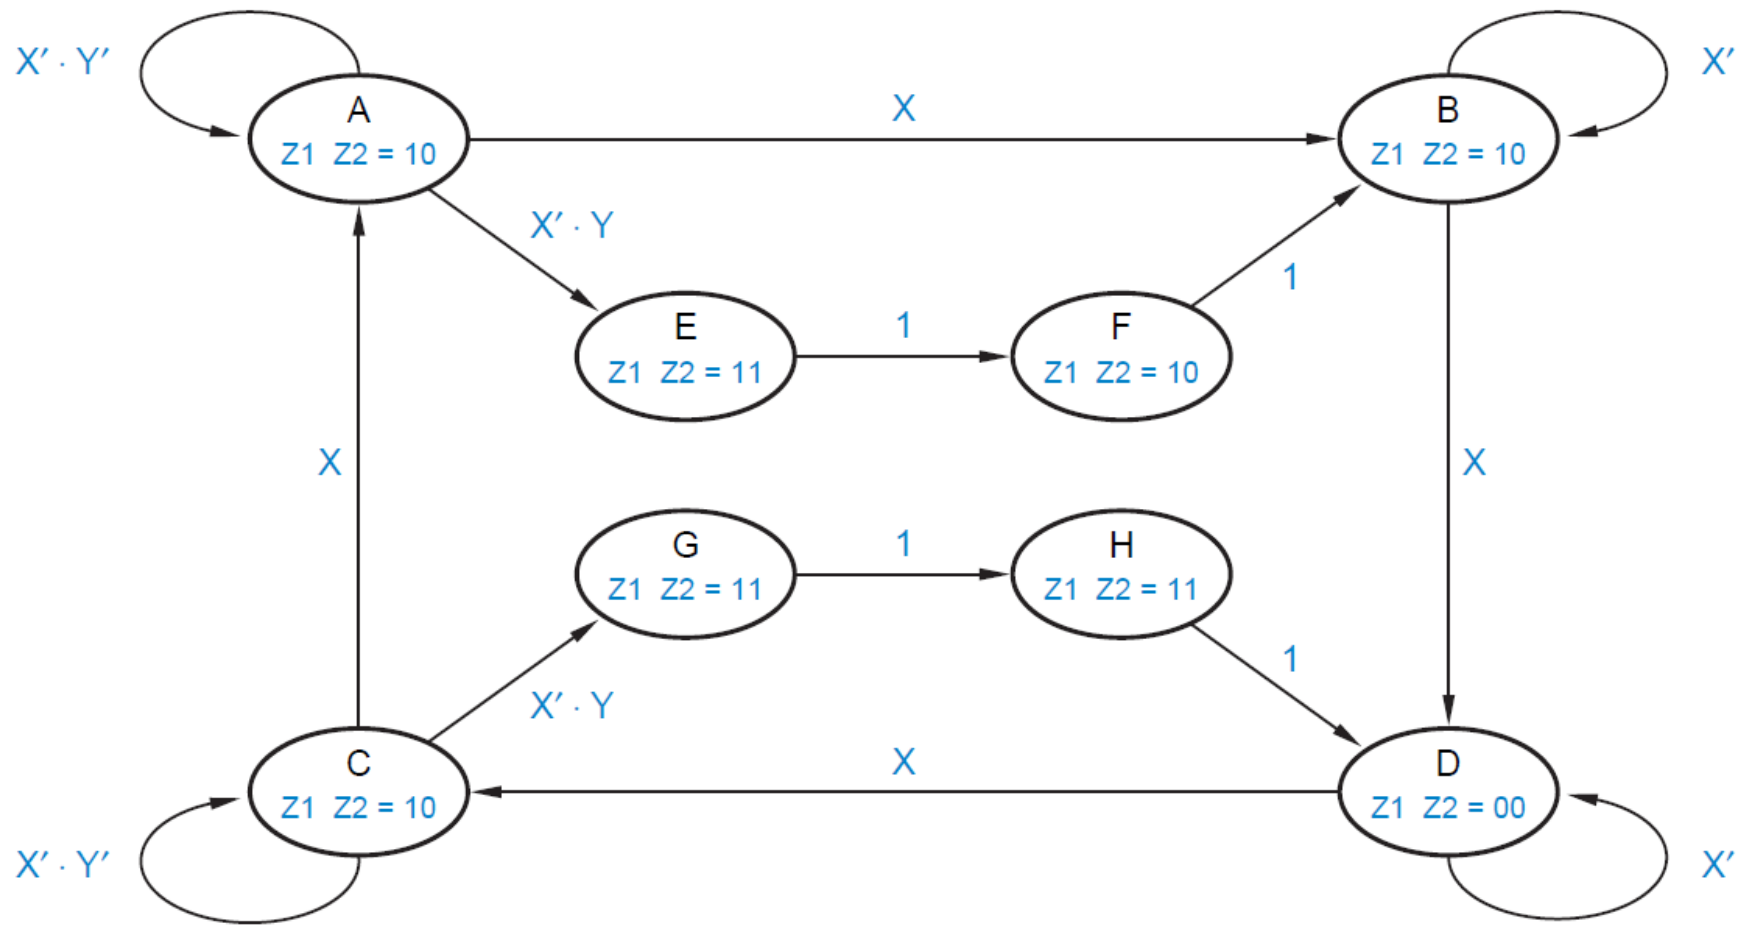 X′ · Y′
A
Z1 Z2 = 10
X
B
Z1 Z2 = 10
X′
X′ · Y
1
E
Z1 Z2 = 11
1
F
Z1 Z2 = 10
X
X
G
Z1 Z2 = 11
1
H
Z1 Z2 = 11
X′ · Y
1
C
Z1 Z2 = 10
X
D
Z1 Z2 = 00
X′ · Y′
X′